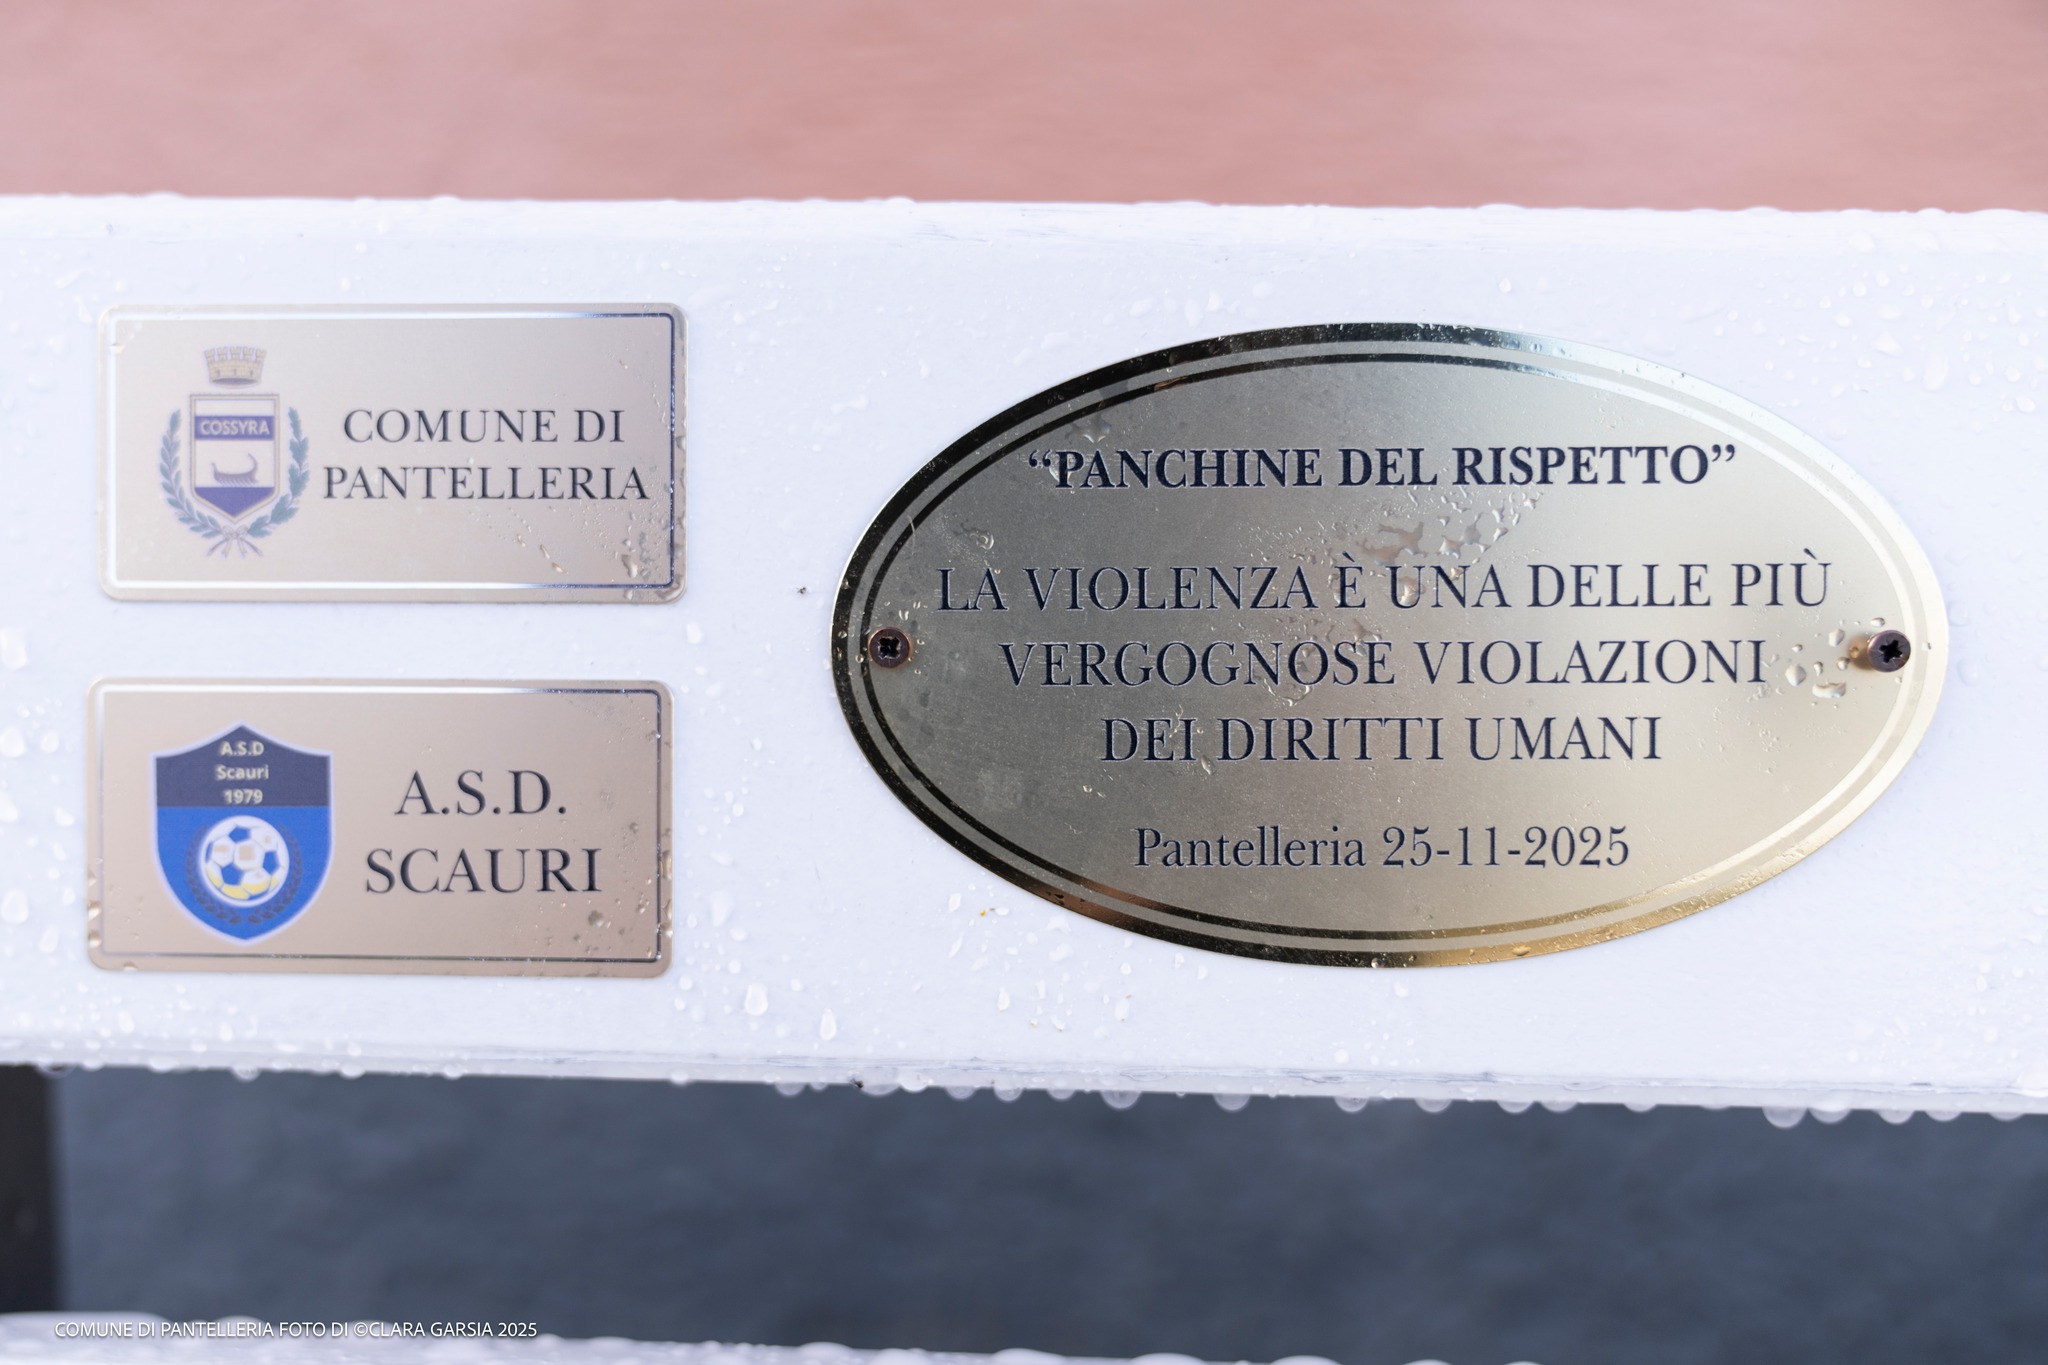 COSSYRA
COMUNE DI
PANTELLERIA
A.S.D
Scauri
1979
A.S.D.
SCAURI
“PANCHINE DEL RISPETTO”
LA VIOLENZA È UNA DELLE PIÙ
VERGOGNOSE VIOLAZIONI
DEI DIRITTI UMANI
Pantelleria 25-11-2025
COMUNE DI PANTELLERIA FOTO DI ©CLARA GARSIA 2025